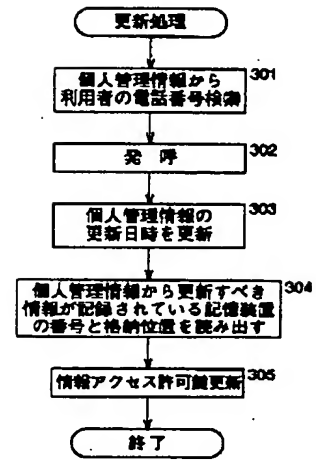 更新処理
個人管理情報から
利用者の電話番号検索
301
発 呼
302
個人管理情報の
更新日時を更新
303
個人管理情報から更新すべき
情報が記録されている記憶装置
の番号と格納位置を読み出す
304
情報アクセス許可鍵更新
305
終了